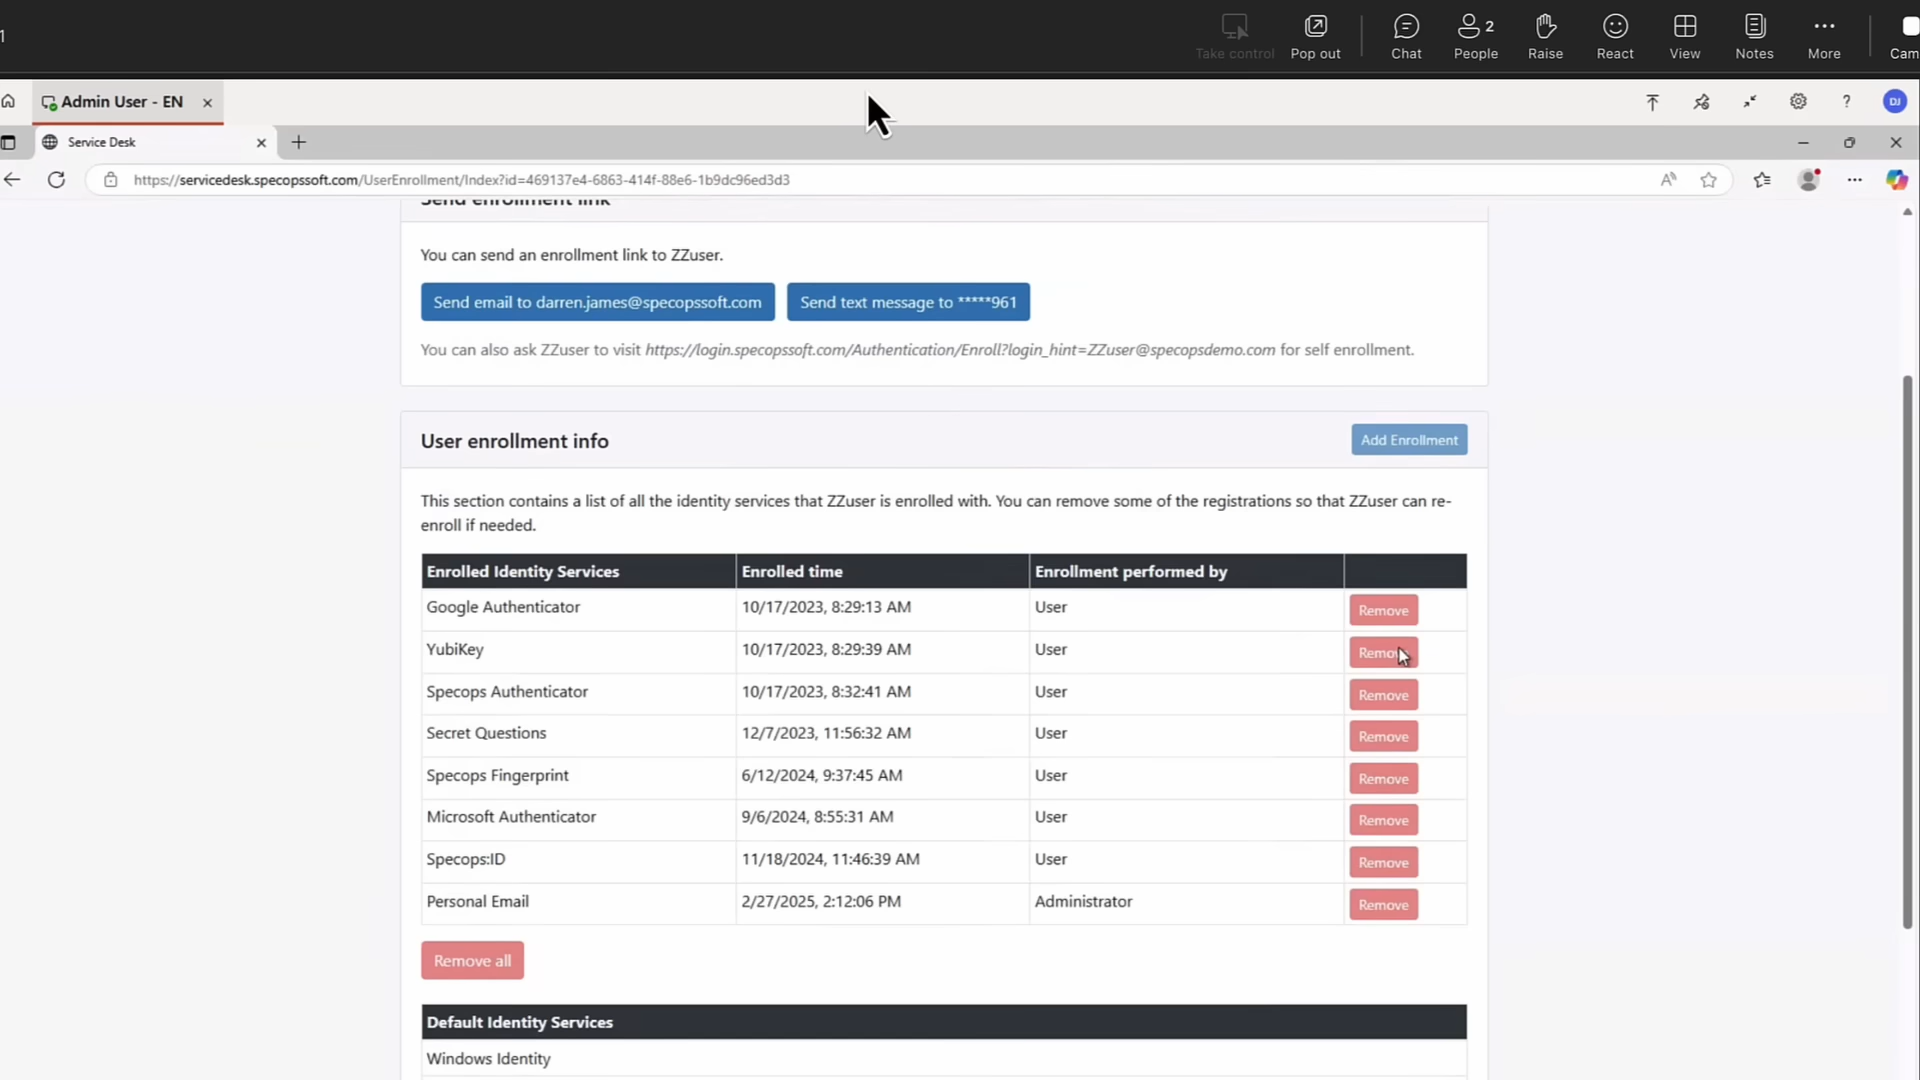 1
Take control
Pop out
Chat
2
People
Raise
React
View
Notes
More
Cam
Admin User - EN
?
DJ
Service Desk
https://servicedesk.specopssoft.com/UserEnrollment/Index?id=469137e4-6863-414f-88e6-1b9dc96ed3d3
Send enrollment link
You can send an enrollment link to ZZuser.
Send email to darren.james@specopssoft.com
Send text message to *****961
You can also ask ZZuser to visit https://login.specopssoft.com/Authentication/Enroll?login_hint=ZZuser@specopsdemo.com for self enrollment.
User enrollment info
Add Enrollment
This section contains a list of all the identity services that ZZuser is enrolled with. You can remove some of the registrations so that ZZuser can re-
enroll if needed.
Enrolled Identity Services Enrolled time Enrollment performed by
Google Authenticator 10/17/2023, 8:29:13 AM User Remove
YubiKey 10/17/2023, 8:29:39 AM User Remove
Specops Authenticator 10/17/2023, 8:32:41 AM User Remove
Secret Questions 12/7/2023, 11:56:32 AM User Remove
Specops Fingerprint 6/12/2024, 9:37:45 AM User Remove
Microsoft Authenticator 9/6/2024, 8:55:31 AM User Remove
Specops:ID 11/18/2024, 11:46:39 AM User Remove
Personal Email 2/27/2025, 2:12:06 PM Administrator Remove
Remove all
Default Identity Services
Windows Identity